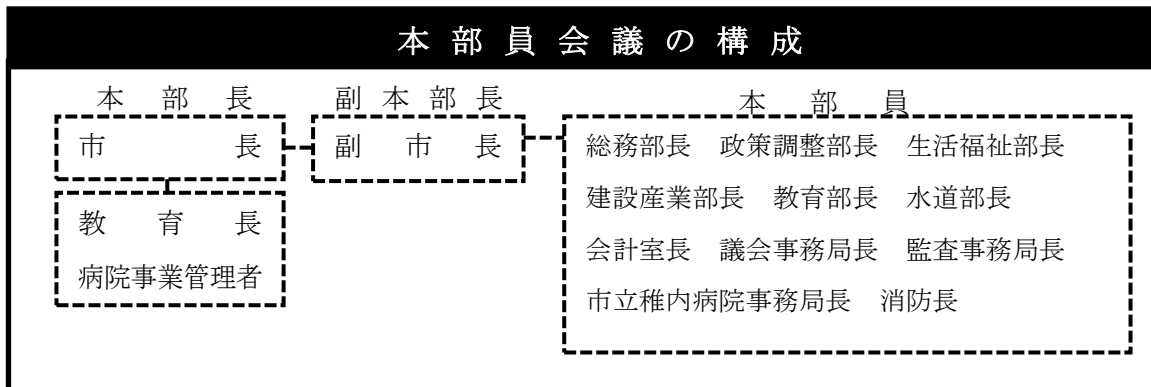 本部員会議の構成
本部長
市長
教育長
病院事業管理者
副本部長
副市長
本部員
総務部長 政策調整部長 生活福祉部長
建設産業部長 教育部長 水道部長
会計室長 議会事務局長 監査事務局長
市立稚内病院事務局長 消防長